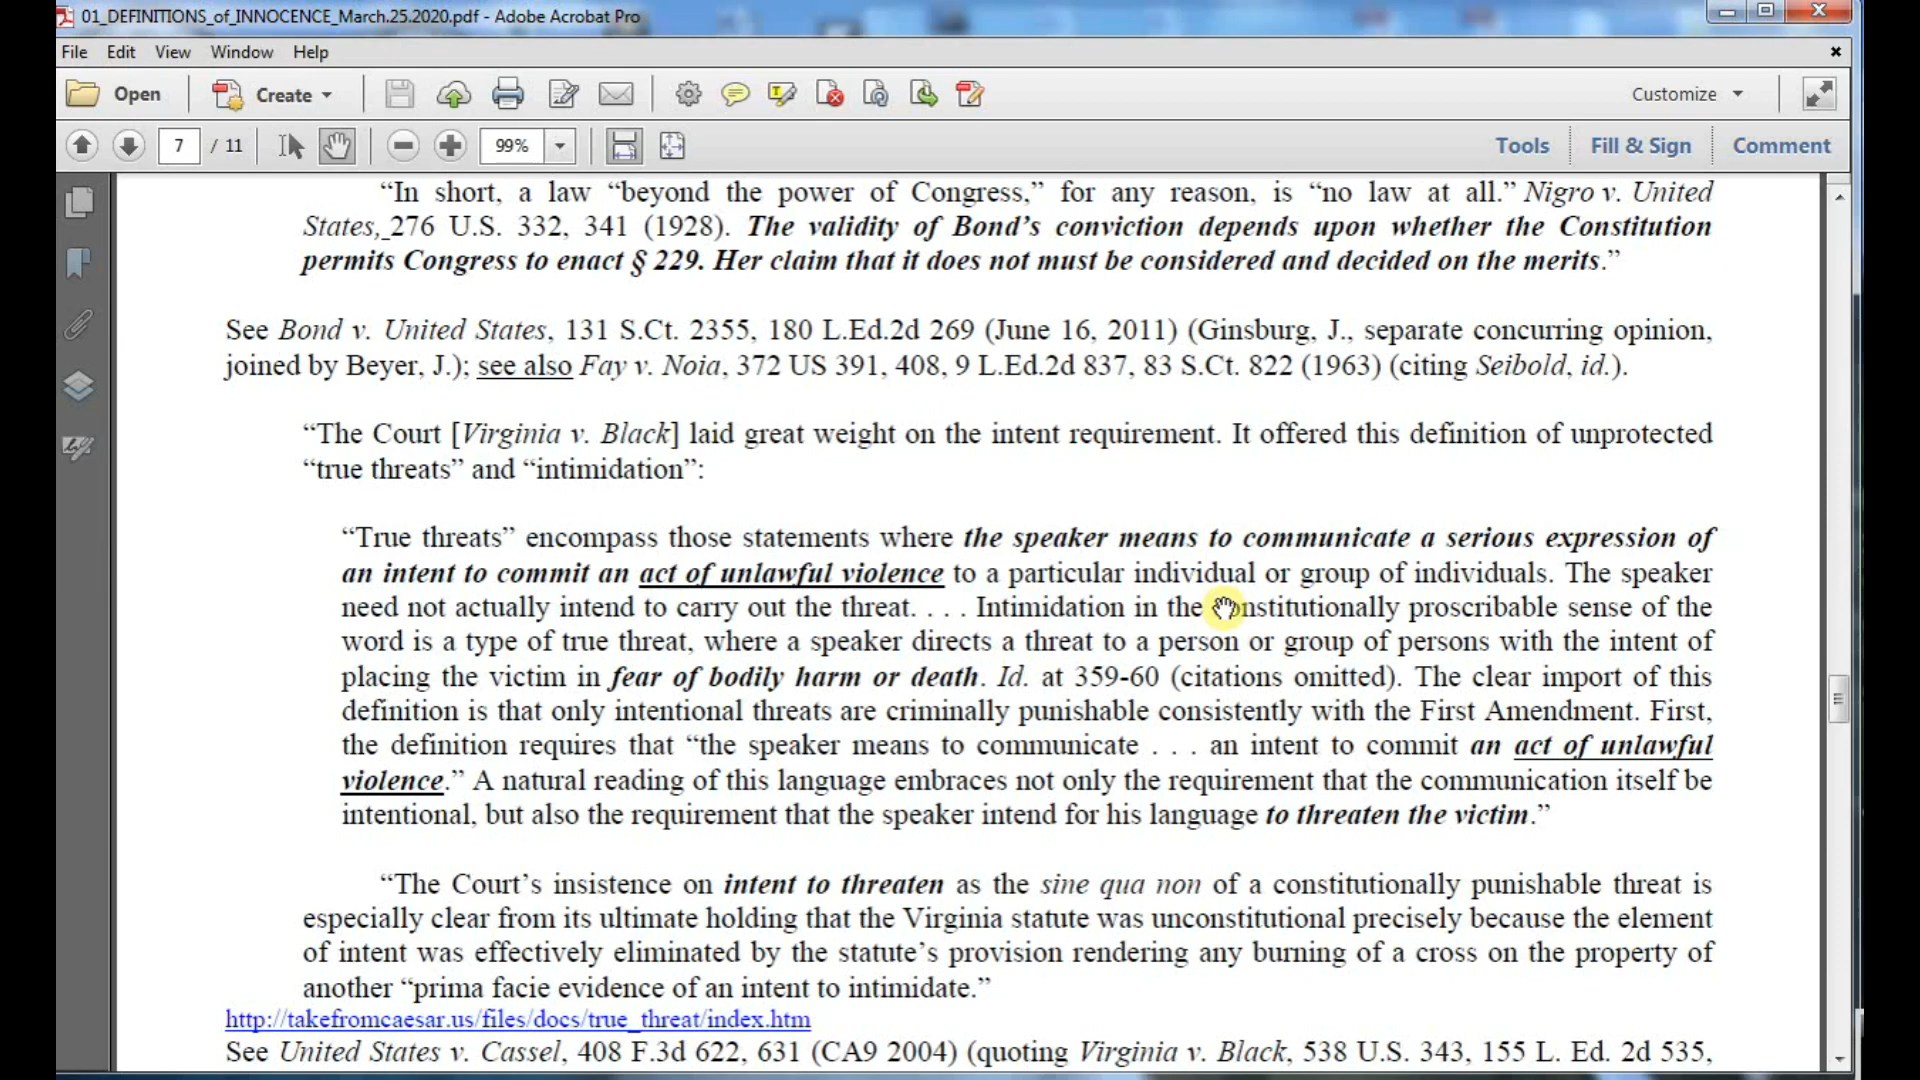 01_DEFINITIONS_of_INNOCENCE_March.25.2020.pdf - Adobe Acrobat Pro
File Edit View Window Help
Open Create Customize
7 / 11 99% Tools Fill & Sign Comment
“In short, a law “beyond the power of Congress,” for any reason, is “no law at all.” Nigro v. United
States, 276 U.S. 332, 341 (1928). The validity of Bond’s conviction depends upon whether the Constitution
permits Congress to enact § 229. Her claim that it does not must be considered and decided on the merits.”
See Bond v. United States, 131 S.Ct. 2355, 180 L.Ed.2d 269 (June 16, 2011) (Ginsburg, J., separate concurring opinion,
joined by Beyer, J.); see also Fay v. Noia, 372 US 391, 408, 9 L.Ed.2d 837, 83 S.Ct. 822 (1963) (citing Seibold, id.).
“The Court [Virginia v. Black] laid great weight on the intent requirement. It offered this definition of unprotected
“true threats” and “intimidation”:
“True threats” encompass those statements where the speaker means to communicate a serious expression of
an intent to commit an act of unlawful violence to a particular individual or group of individuals. The speaker
need not actually intend to carry out the threat. . . . Intimidation in the constitutionally proscribable sense of the
word is a type of true threat, where a speaker directs a threat to a person or group of persons with the intent of
placing the victim in fear of bodily harm or death. Id. at 359-60 (citations omitted). The clear import of this
definition is that only intentional threats are criminally punishable consistently with the First Amendment. First,
the definition requires that “the speaker means to communicate . . . an intent to commit an act of unlawful
violence.” A natural reading of this language embraces not only the requirement that the communication itself be
intentional, but also the requirement that the speaker intend for his language to threaten the victim.”
“The Court’s insistence on intent to threaten as the sine qua non of a constitutionally punishable threat is
especially clear from its ultimate holding that the Virginia statute was unconstitutional precisely because the element
of intent was effectively eliminated by the statute’s provision rendering any burning of a cross on the property of
another “prima facie evidence of an intent to intimidate.”
http://takefromcaesar.us/files/docs/true_threat/index.htm
See United States v. Cassel, 408 F.3d 622, 631 (CA9 2004) (quoting Virginia v. Black, 538 U.S. 343, 155 L. Ed. 2d 535,